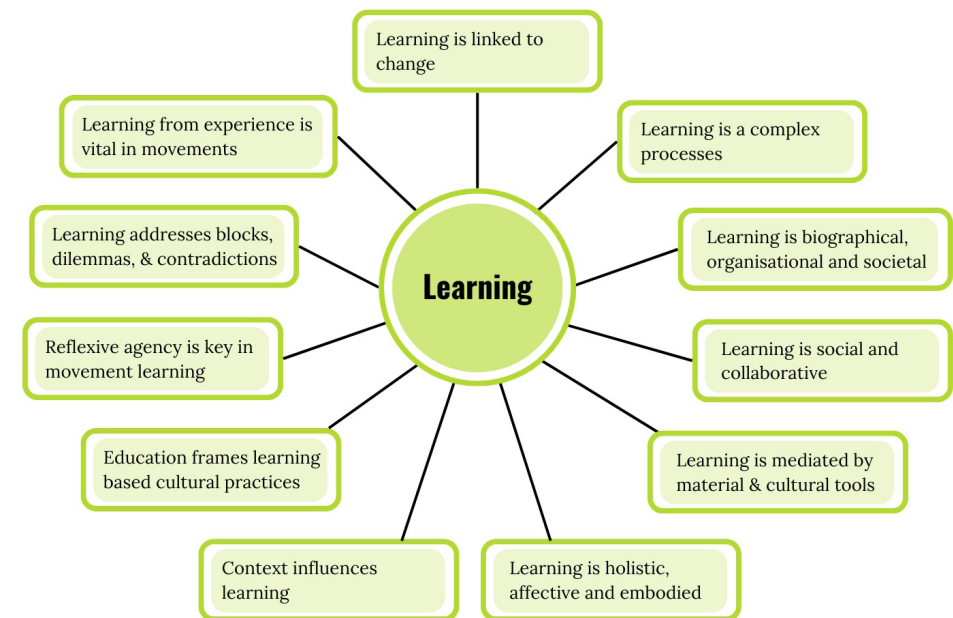 Learning is linked to
change
Learning is a complex
processes
Learning is biographical,
organisational and societal
Learning is social and
collaborative
Learning is mediated by
material & cultural tools
Learning is holistic,
affective and embodied
Context influences
learning
Education frames learning
based cultural practices
Reflexive agency is key in
movement learning
Learning addresses blocks,
dilemmas, & contradictions
Learning from experience is
vital in movements
Learning